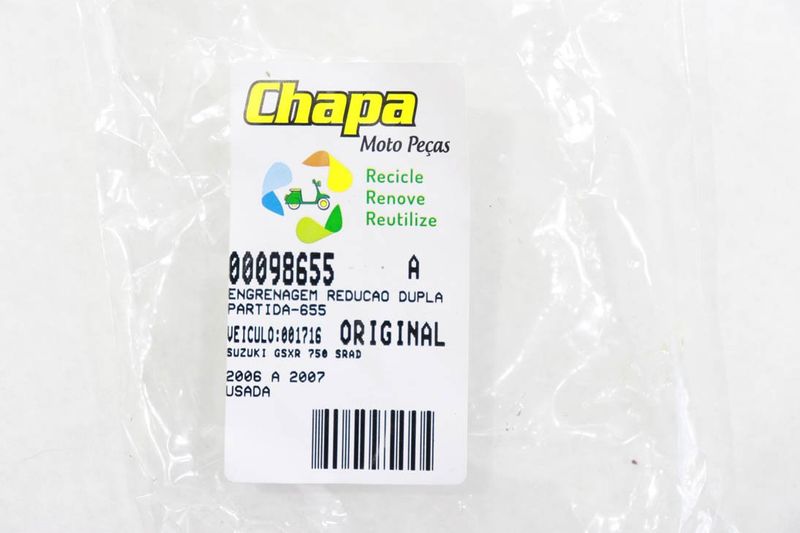 Chapa
Moto Peças
Recicle
Renove
Reutilize
00098655 A
ENGRENAGEM REDUCAO DUPLA
PARTIDA-655
VEICULO:001716 ORIGINAL
SUZUKI GSXR 750 SRAD
2006 A 2007
USADA